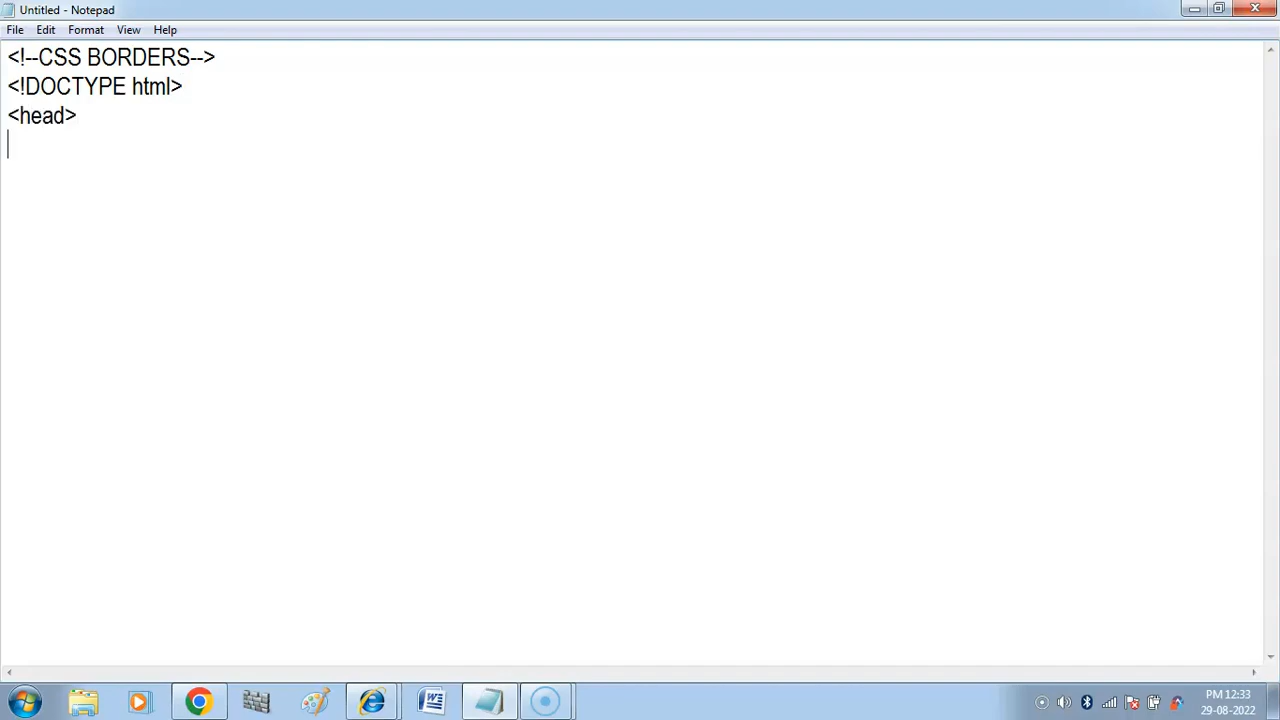 Untitled - Notepad
File Edit Format View Help
<!--CSS BORDERS-->
<!DOCTYPE html>
<head>
PM 12:33
29-08-2022